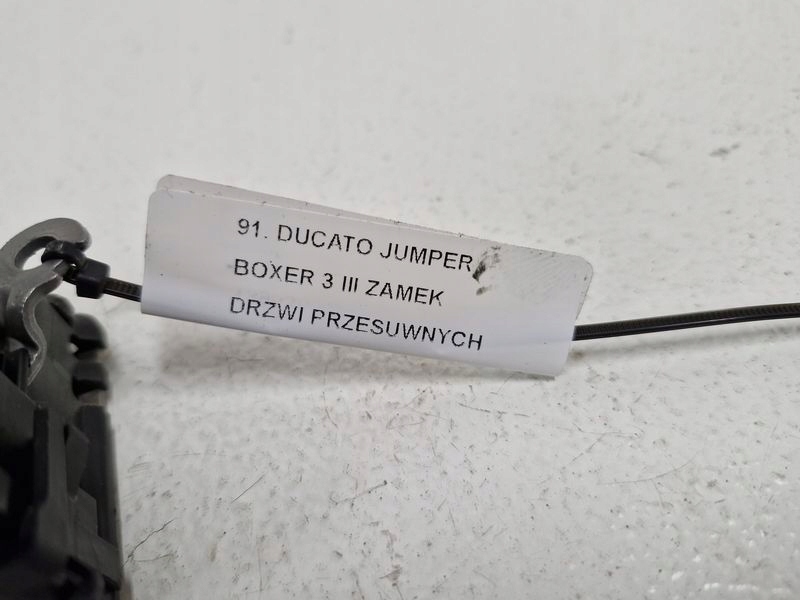 91. DUCATO JUMPER
BOXER 3 III ZAMEK
DRZWI PRZESUWNYCH